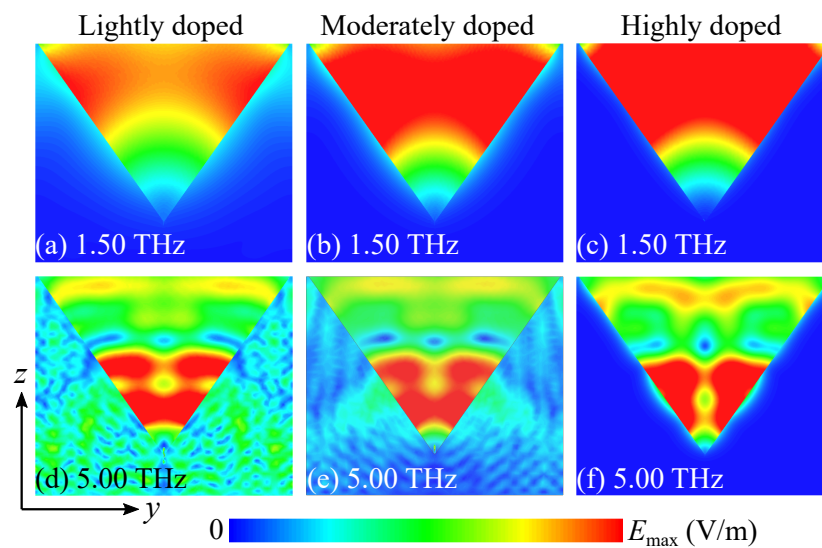 Lightly doped Moderately doped Highly doped
(a) 1.50 THz (b) 1.50 THz (c) 1.50 THz
z
(d) 5.00 THz (e) 5.00 THz (f) 5.00 THz
y
0 Emax (V/m)